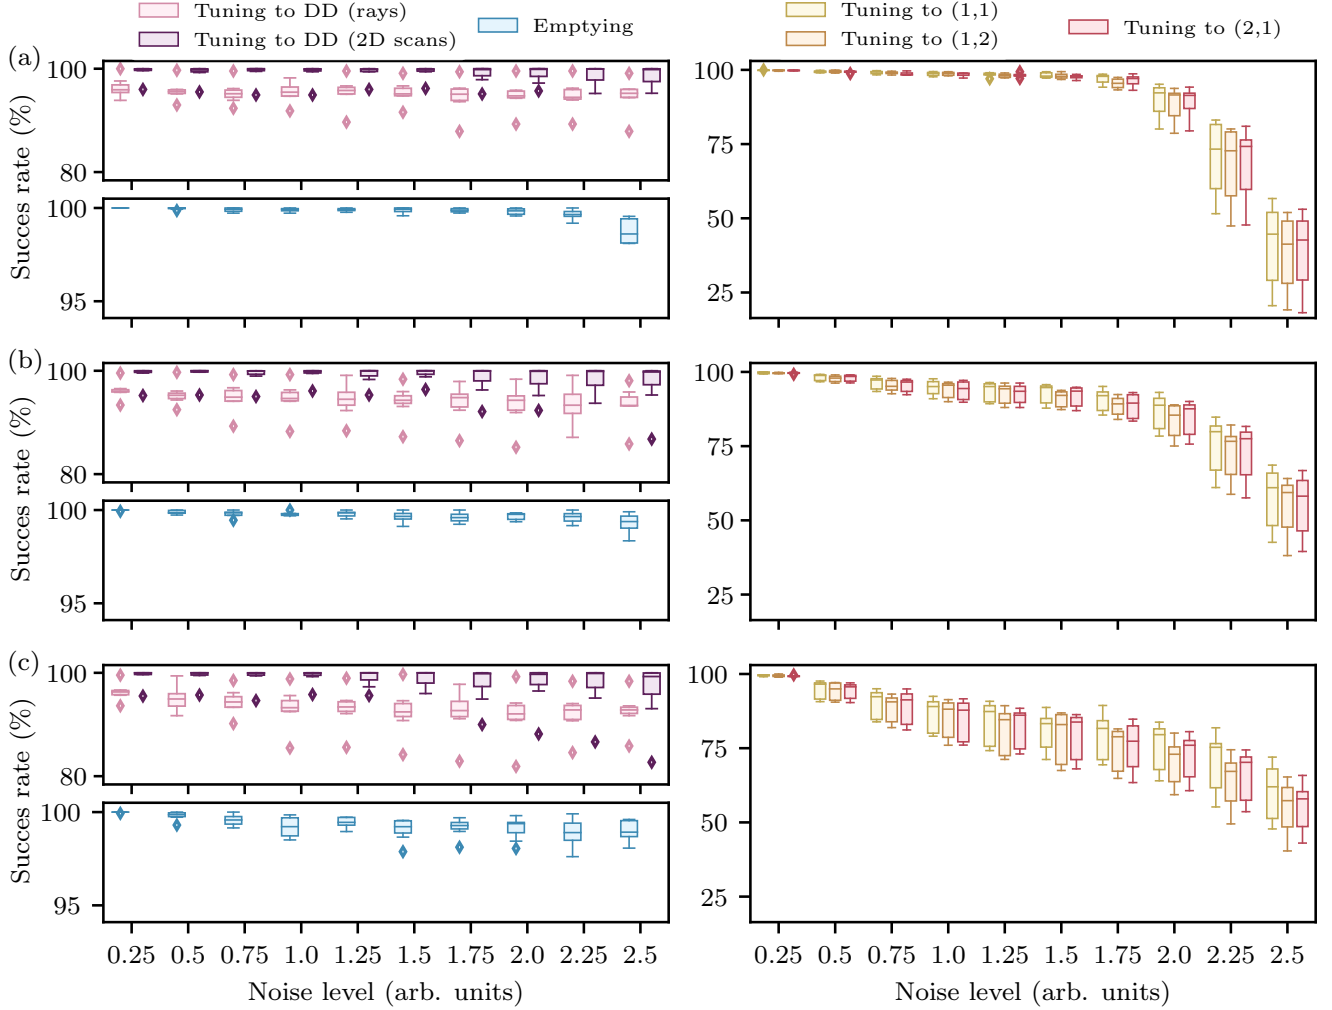 Tuning to DD (rays)
Tuning to DD (2D scans)
Emptying
Tuning to (1,1)
Tuning to (1,2)
Tuning to (2,1)
(a)
Succes rate (%)
100
80
100
95
100
75
50
25
(b)
Succes rate (%)
100
80
100
95
100
75
50
25
(c)
Succes rate (%)
100
80
100
95
100
75
50
25
0.25 0.5 0.75 1.0 1.25 1.5 1.75 2.0 2.25 2.5
Noise level (arb. units)
0.25 0.5 0.75 1.0 1.25 1.5 1.75 2.0 2.25 2.5
Noise level (arb. units)